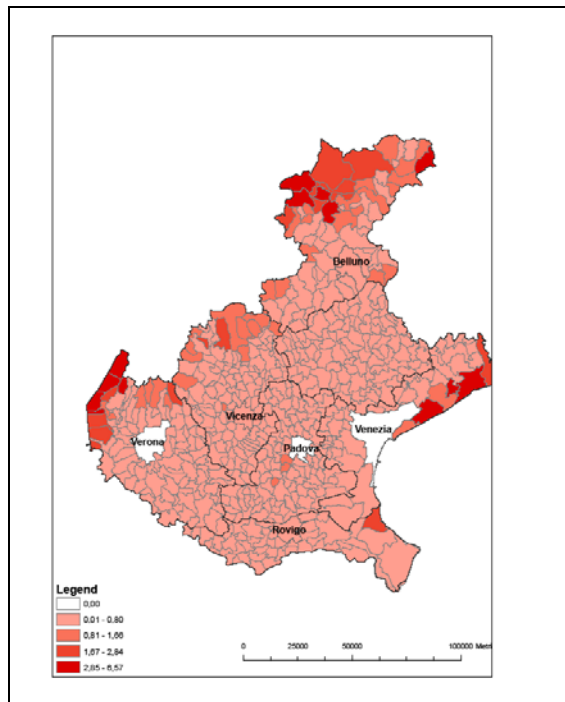 Belluno
Vicenza
Venezia
Padova
Verona
Rovigo
Legend
0,00
0,01 - 0,80
0,81 - 1,66
1,67 - 2,84
2,85 - 6,57
0 25000 50000 100000 Metri